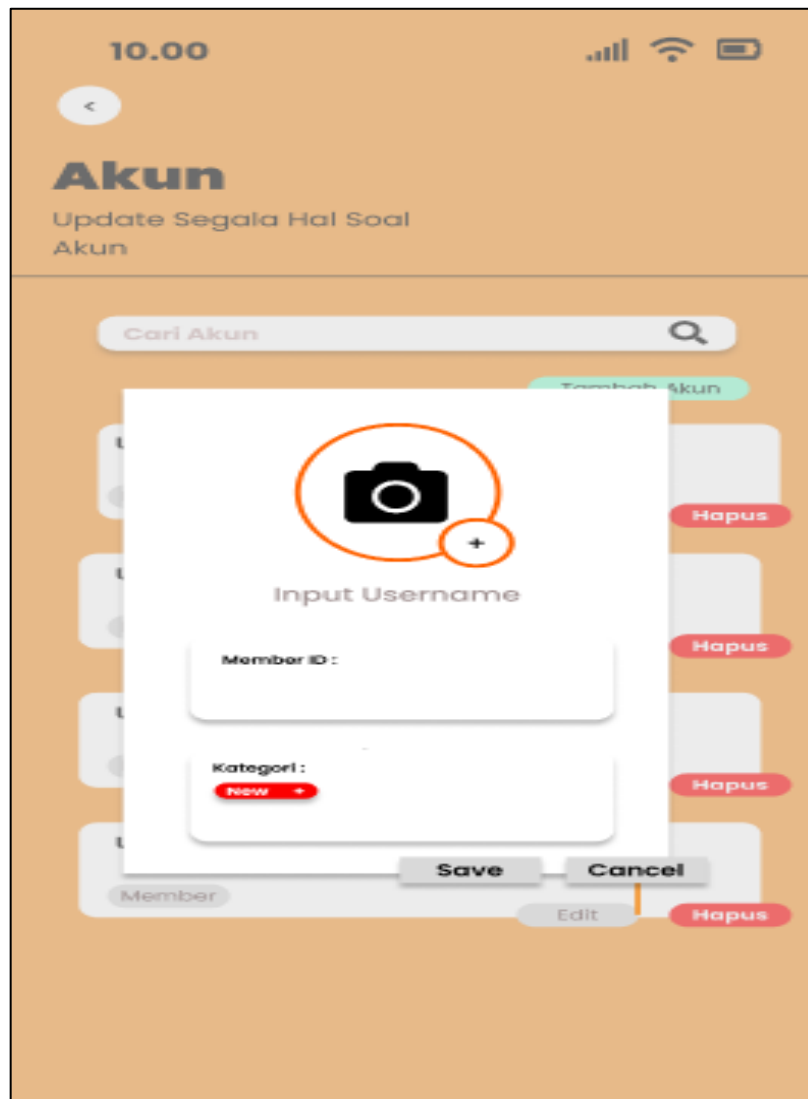 10.00
<
Akun
Update Segala Hal Soal
Akun
Cari Akun
Tambah Akun
Hapus
+
Input Username
Hapus
Member ID :
Kategori :
New +
Hapus
Save
Cancel
Member
Edit
Hapus